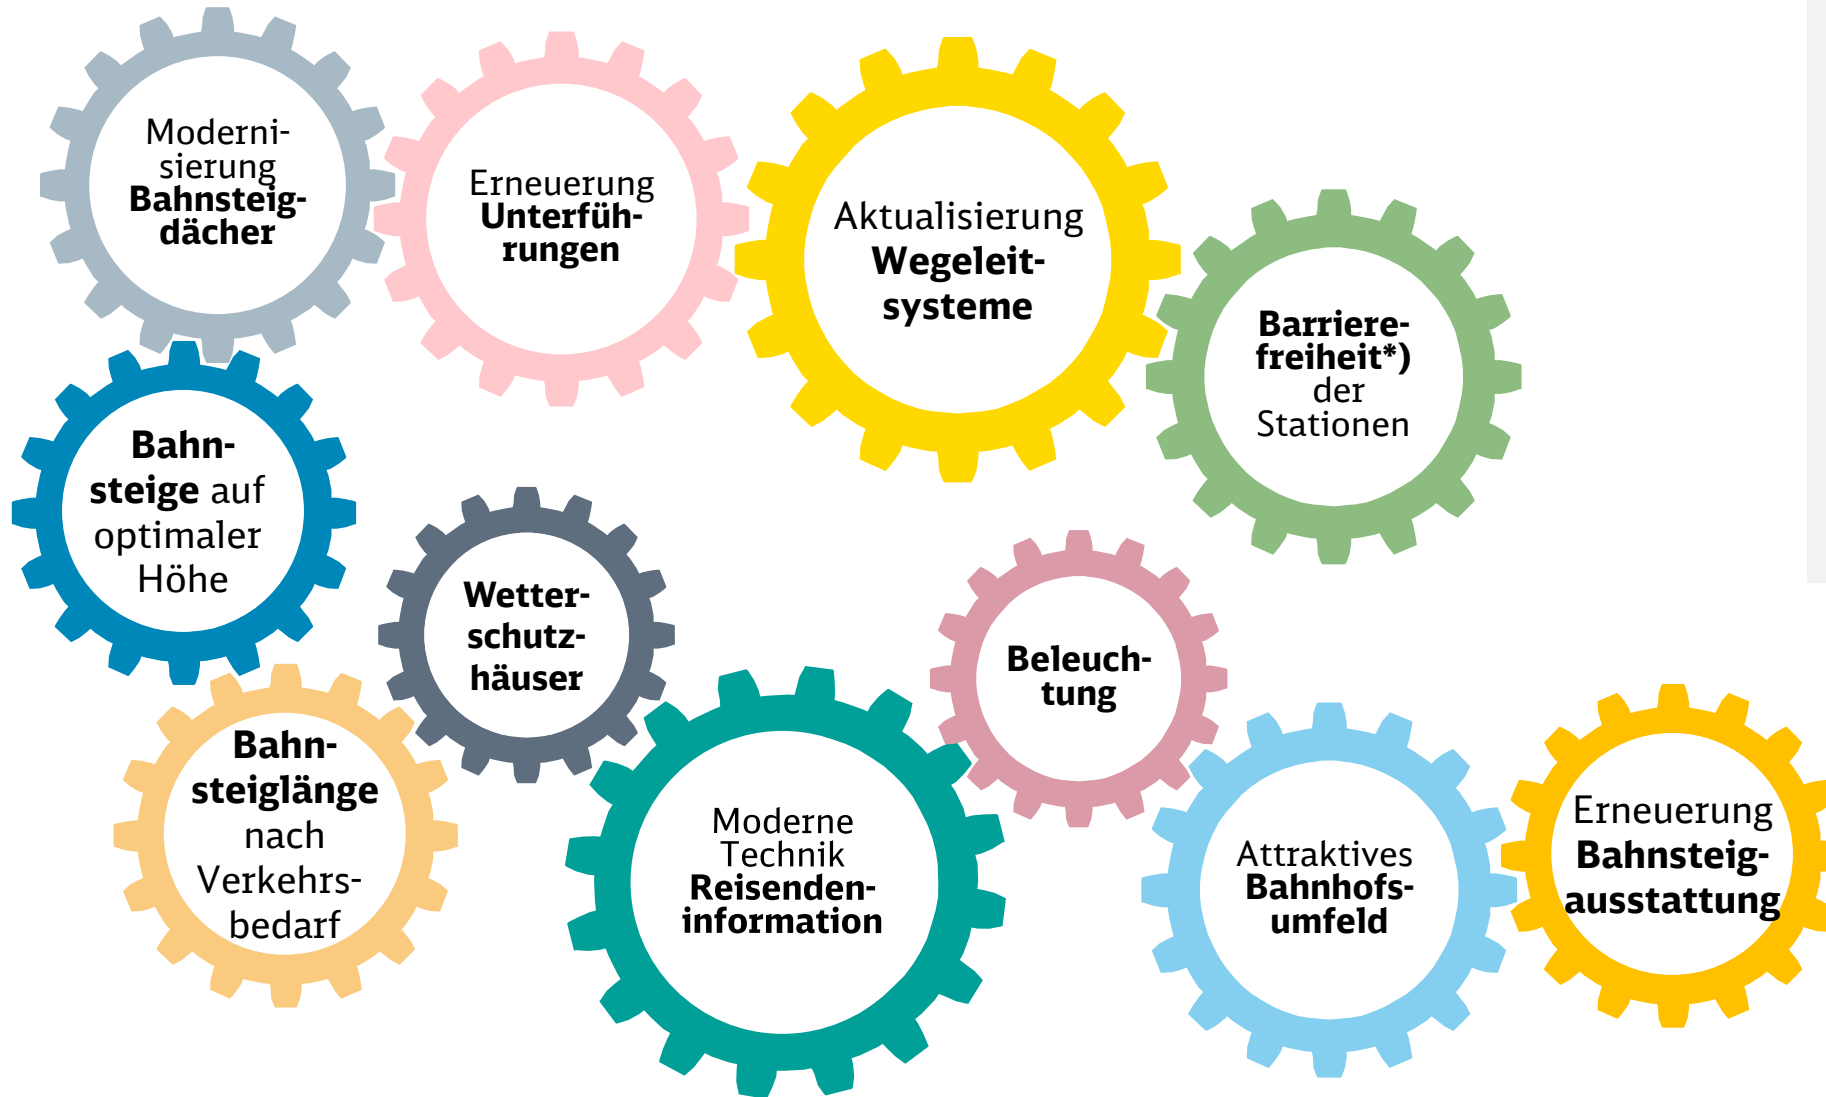 Moderni-
sierung
Bahnsteig-
dächer
Erneuerung
Unterfüh-
rungen
Aktualisierung
Wegeleit-
systeme
Barriere-
freiheit*)
der
Stationen
Bahn-
steige auf
optimaler
Höhe
Wetter-
schutz-
häuser
Beleuch-
tung
Bahn-
steiglänge
nach
Verkehrs-
bedarf
Moderne
Technik
Reisenden-
information
Attraktives
Bahnhofs-
umfeld
Erneuerung
Bahnsteig-
ausstattung